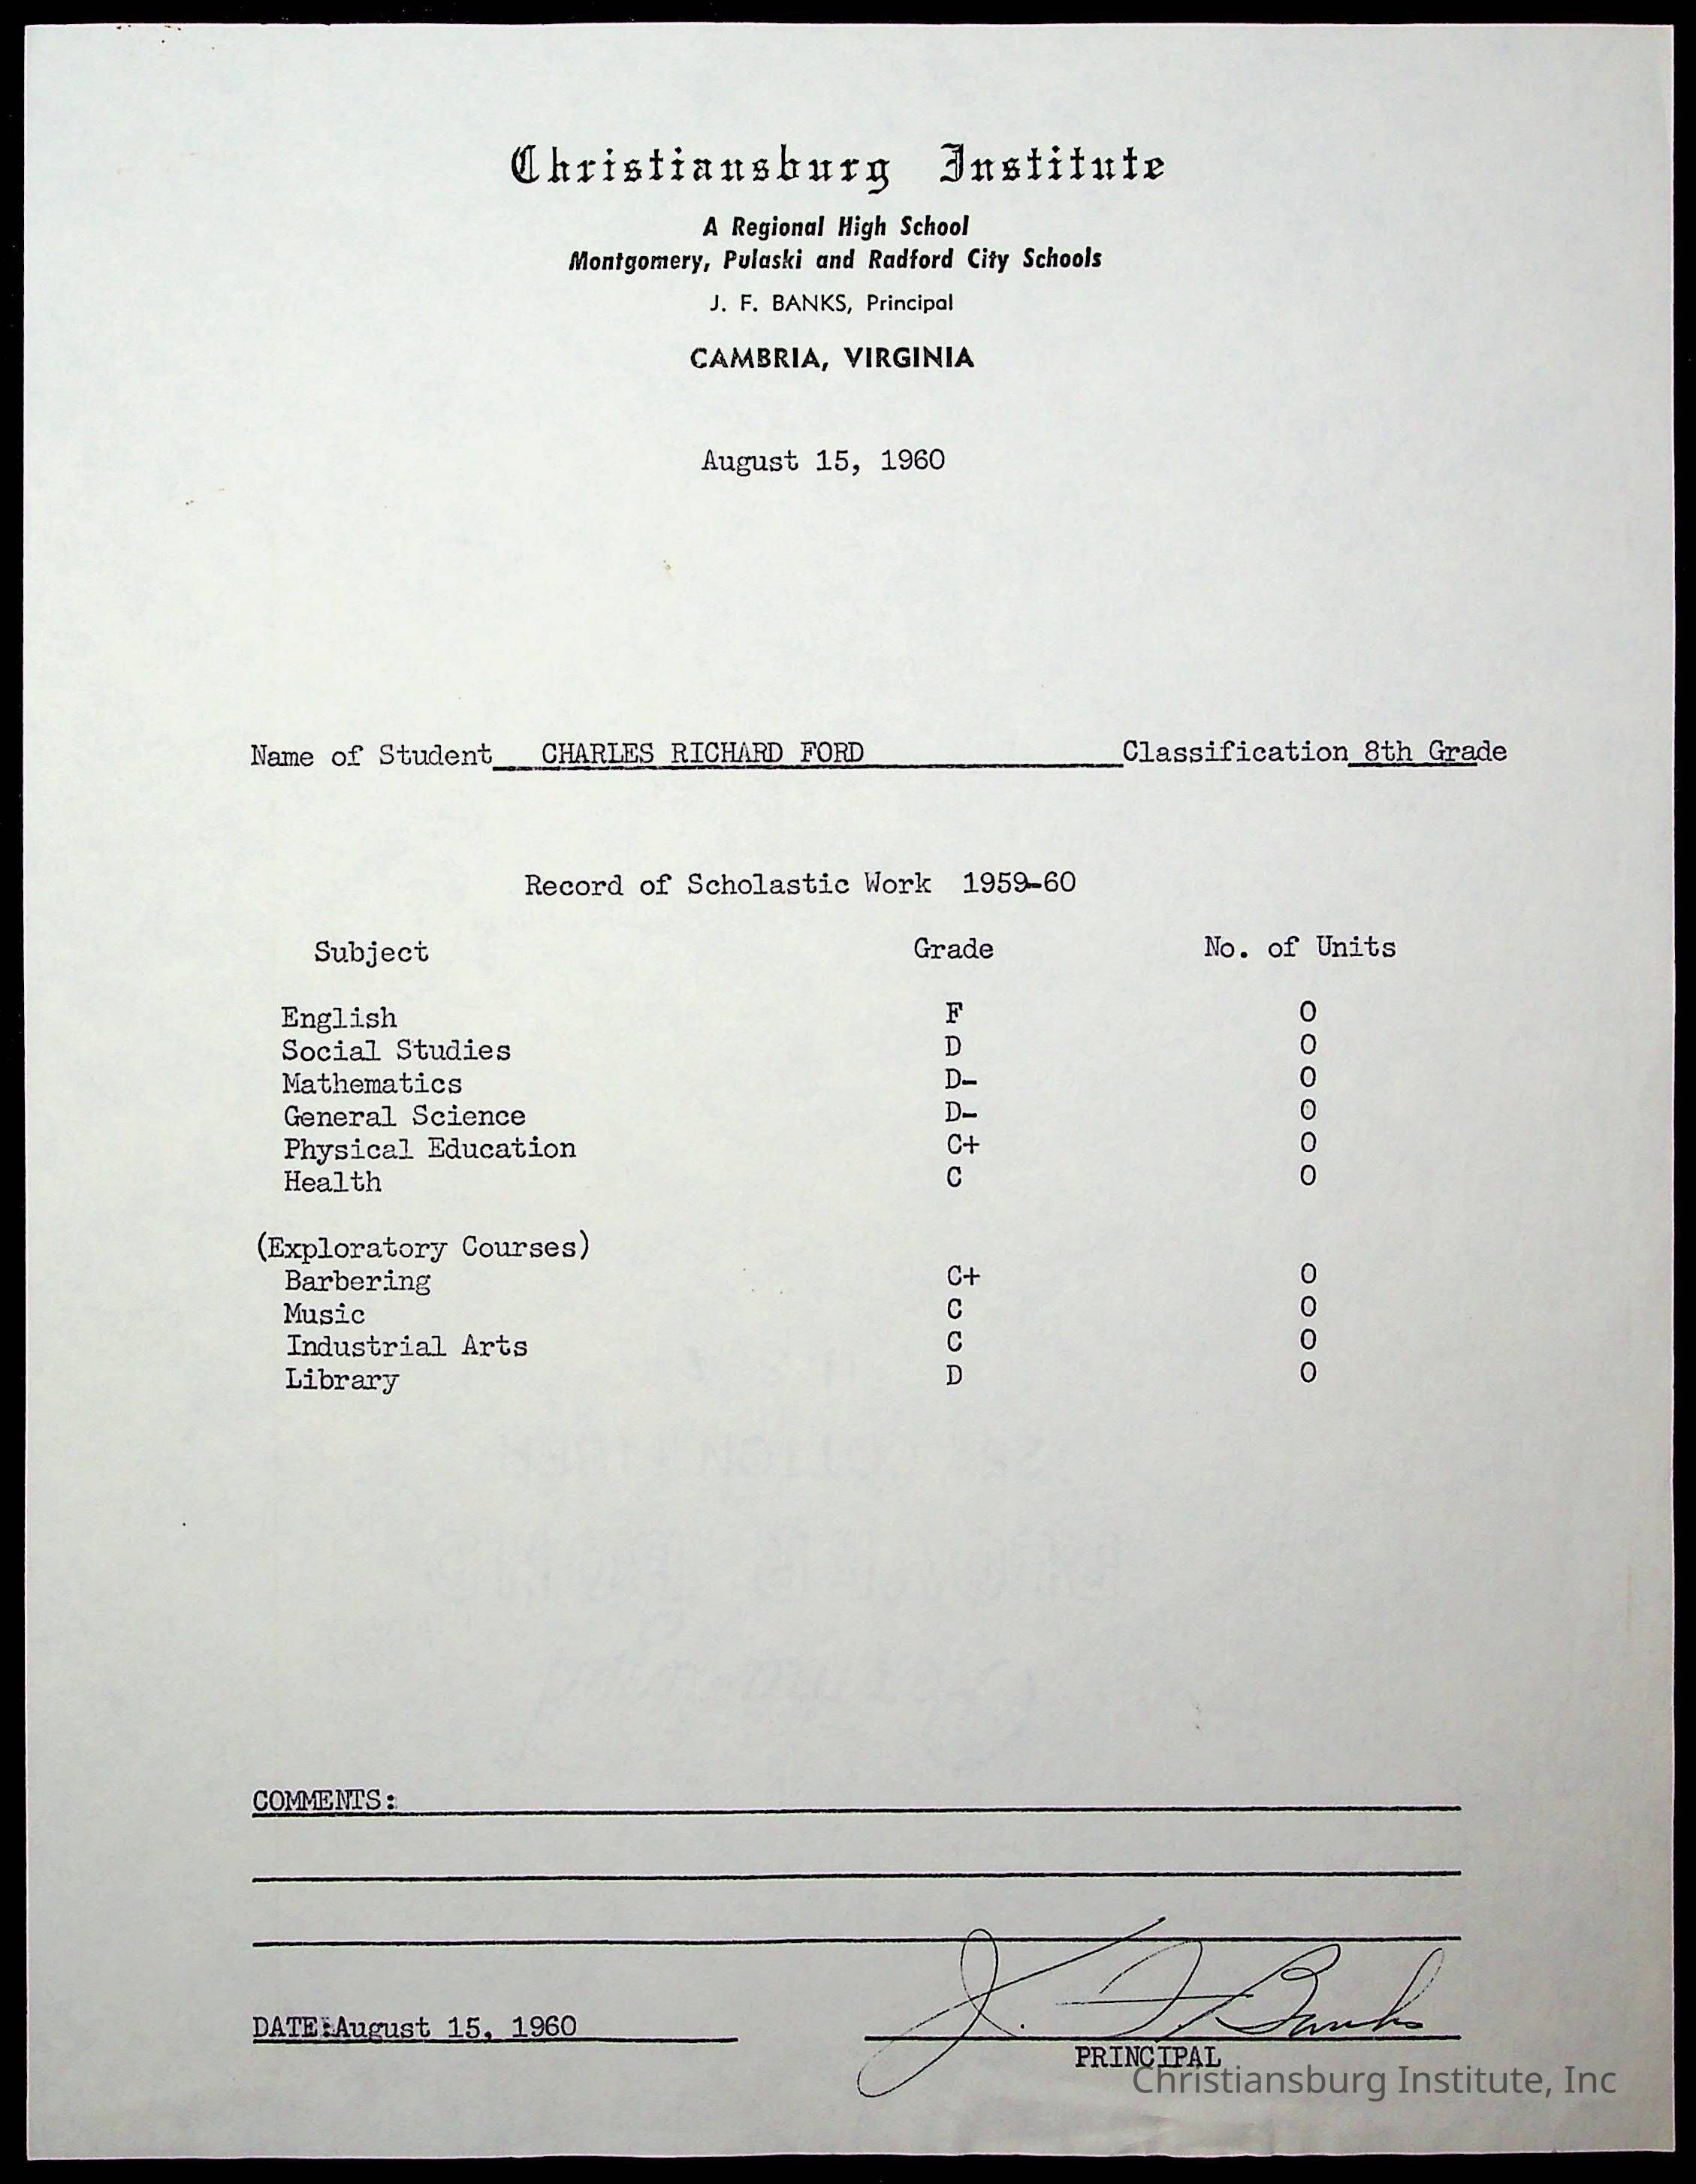 Christiansburg Institute
A Regional High School
Montgomery, Pulaski and Radford City Schools
J. F. BANKS, Principal
CAMBRIA, VIRGINIA
August 15, 1960
Name of Student CHARLES RICHARD FORD Classification 8th Grade
Record of Scholastic Work 1959-60
Subject Grade No. of Units
English F 0
Social Studies D 0
Mathematics D- 0
General Science D- 0
Physical Education C+ 0
Health C 0
(Exploratory Courses)
Barbering C+ 0
Music C 0
Industrial Arts C 0
Library D 0
COMMENTS:
DATE:August 15, 1960
J. F. Banks
PRINCIPAL
Christiansburg Institute, Inc